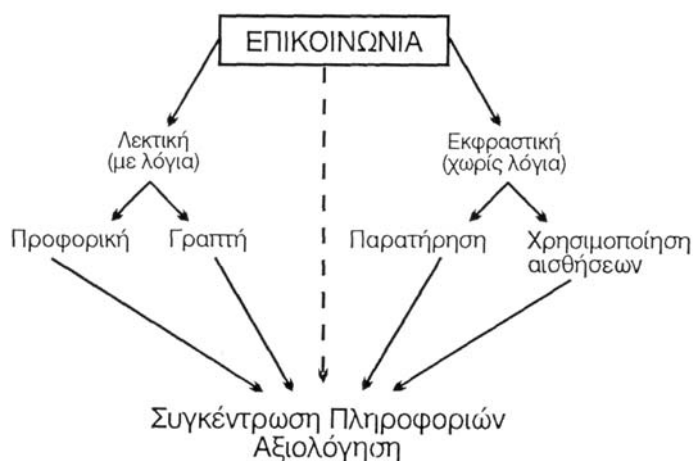 ΕΠΙΚΟΙΝΩΝΙΑ
Λεκτική
(με λόγια)
Εκφραστική
(χωρίς λόγια)
Προφορική
Γραπτή
Παρατήρηση
Χρησιμοποίηση
αισθήσεων
Συγκέντρωση Πληροφοριών
Αξιολόγηση